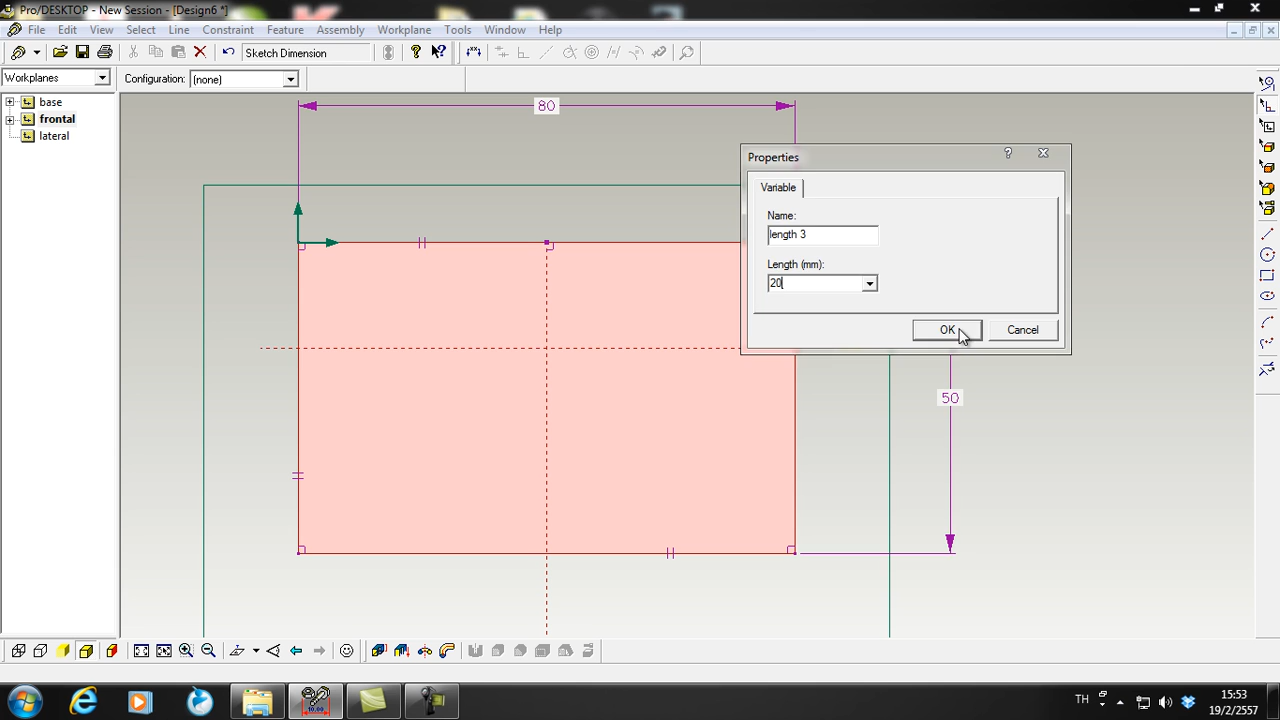 Pro/DESKTOP - New Session - [Design6 *]
File Edit View Select Line Constraint Feature Assembly Workplane Tools Window Help
Sketch Dimension
Workplanes
Configuration: (none)
base
frontal
lateral
80
Properties
Variable
Name:
length 3
Length (mm):
20
OK Cancel
50
10.00
TH 15:53
19/2/2557